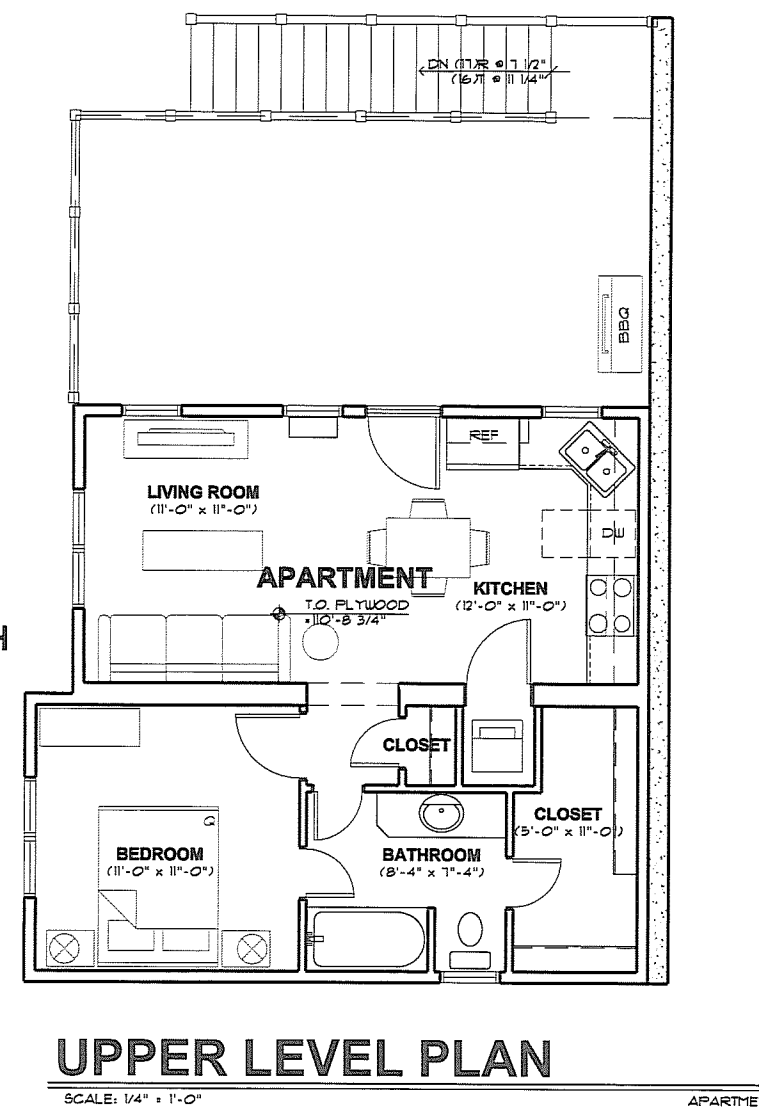 DN (17)R @ 7 1/2"
(16)T @ 11 1/4"
BBQ
REF
LIVING ROOM
(11'-0" x 11'-0")
DW
APARTMENT
KITCHEN
(12'-0" x 11'-0")
T.O. PLYWOOD
= 10'-8 3/4"
CLOSET
CLOSET
(5'-0" x 11'-0")
Q
BEDROOM
(11'-0" x 11'-0")
BATHROOM
(8'-4" x 7'-4")
UPPER LEVEL PLAN
SCALE: 1/4" = 1'-0"
APARTME